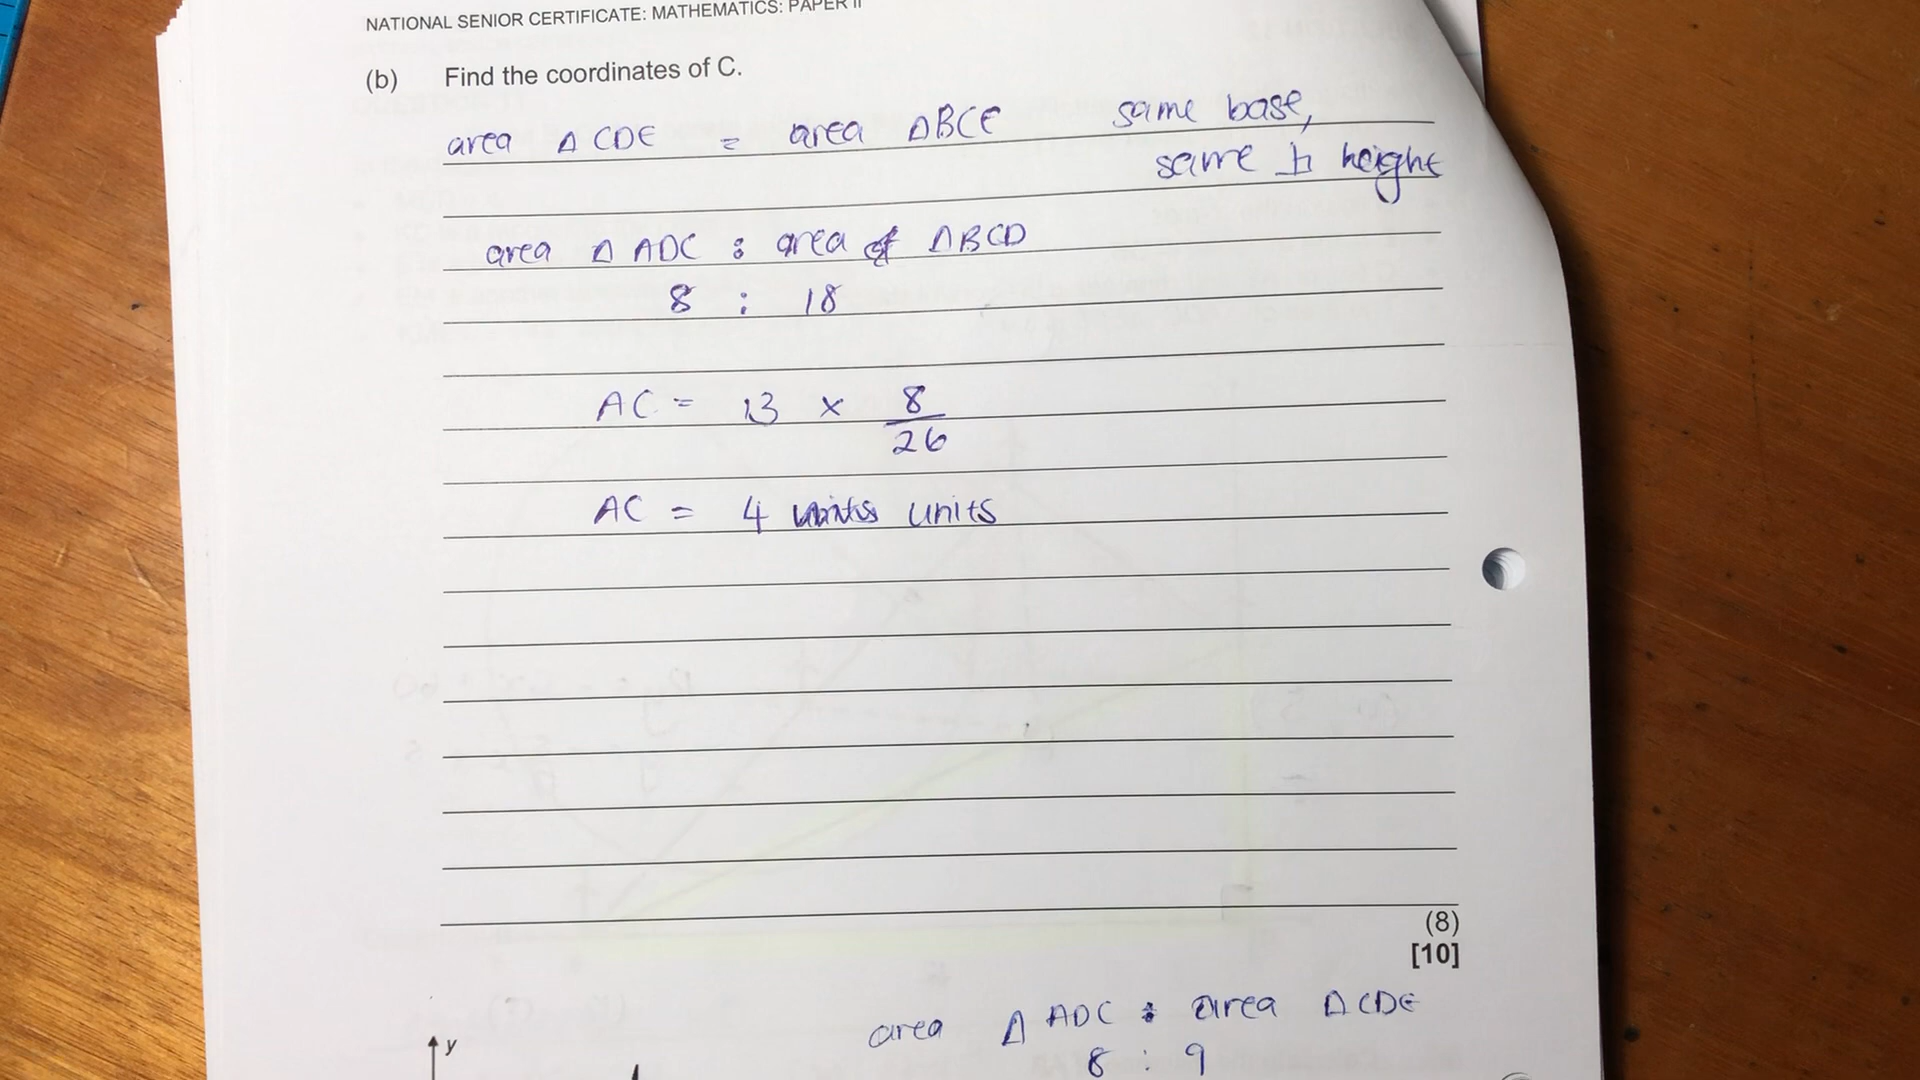 NATIONAL SENIOR CERTIFICATE: MATHEMATICS: PAPER II
(b) Find the coordinates of C.
area Δ CDE = area ΔBCE same base,
same ⊥ height
area Δ ADC : area of ΔBCD
8 : 18
AC = 13 × 8/26
AC = 4 units units
(8)
[10]
area Δ ADC : area Δ CDE
8 : 9
y